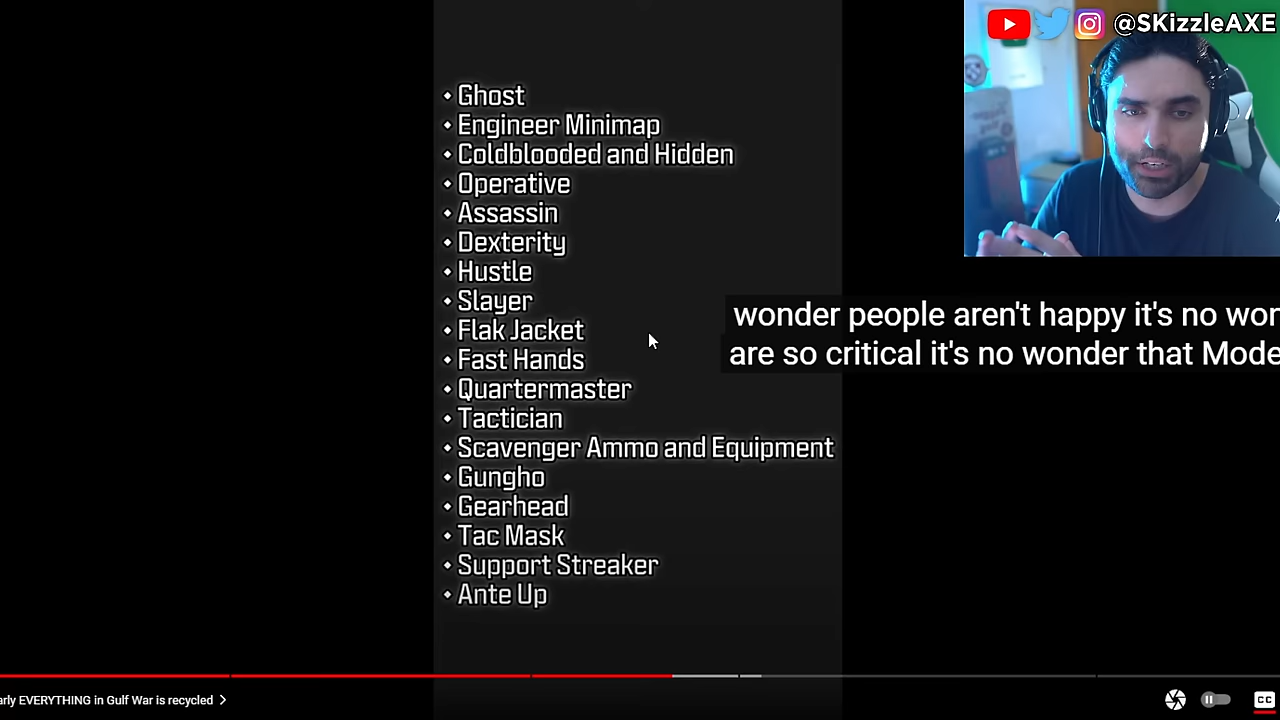 @SKizzleAXE
• Ghost
• Engineer Minimap
• Coldblooded and Hidden
• Operative
• Assassin
• Dexterity
• Hustle
• Slayer
• Flak Jacket
• Fast Hands
• Quartermaster
• Tactician
• Scavenger Ammo and Equipment
• Gungho
• Gearhead
• Tac Mask
• Support Streaker
• Ante Up
wonder people aren't happy it's no won
are so critical it's no wonder that Mode
arly EVERYTHING in Gulf War is recycled
CC